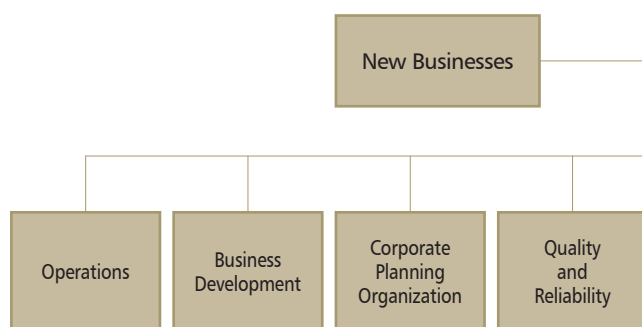 New Businesses
Operations
Business
Development
Corporate
Planning
Organization
Quality
and
Reliability